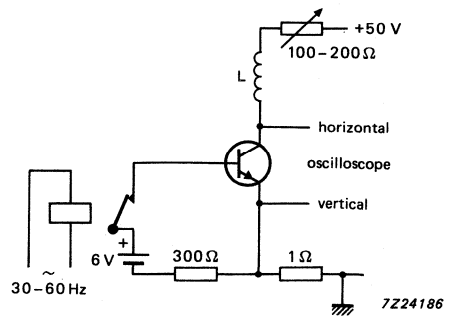 +50 V
100–200 Ω
L
horizontal
oscilloscope
vertical
+
6 V
300 Ω
1 Ω
~
30–60 Hz
7Z24186